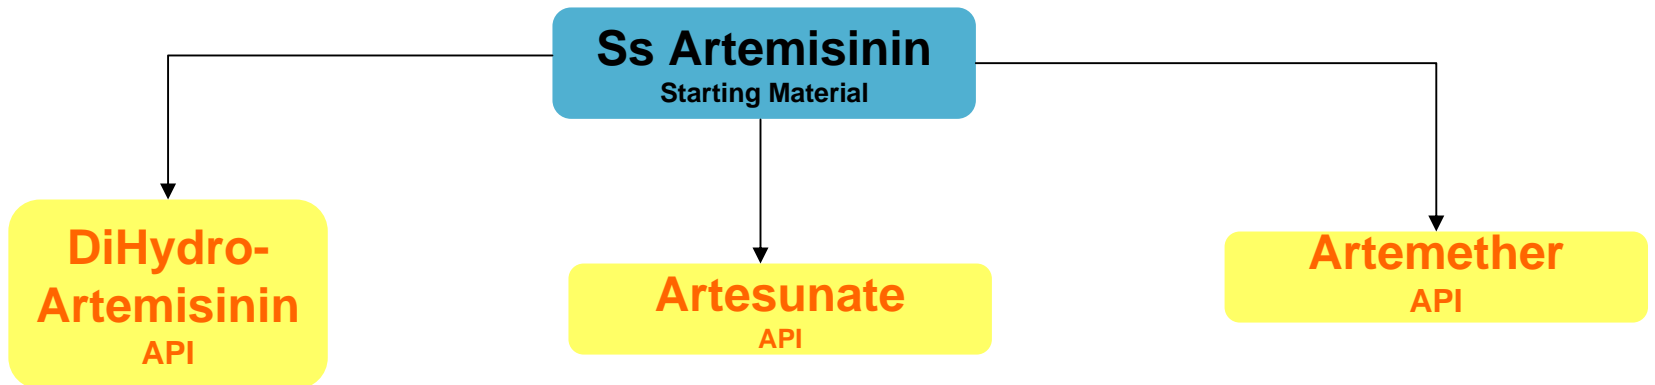 Ss Artemisinin
Starting Material
DiHydro-
Artemisinin
API
Artesunate
API
Artemether
API